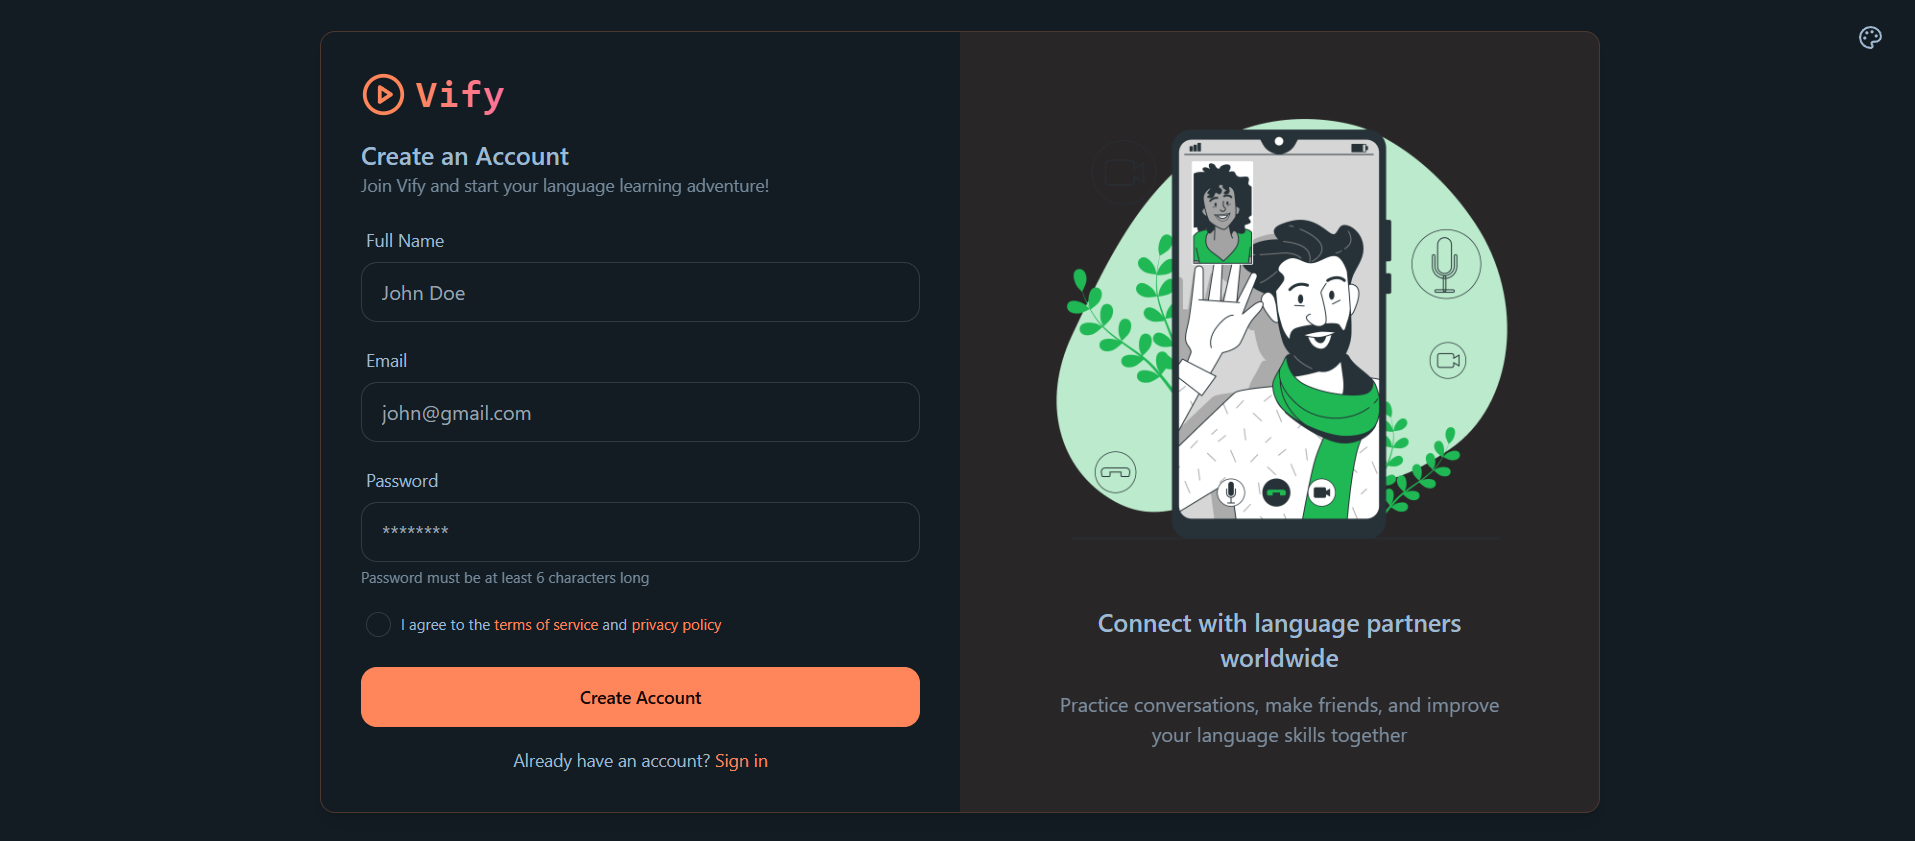 Vify
Create an Account
Join Vify and start your language learning adventure!
Full Name
John Doe
Email
john@gmail.com
Password
********
Password must be at least 6 characters long
I agree to the terms of service and privacy policy
Create Account
Already have an account? Sign in
Connect with language partners
worldwide
Practice conversations, make friends, and improve
your language skills together